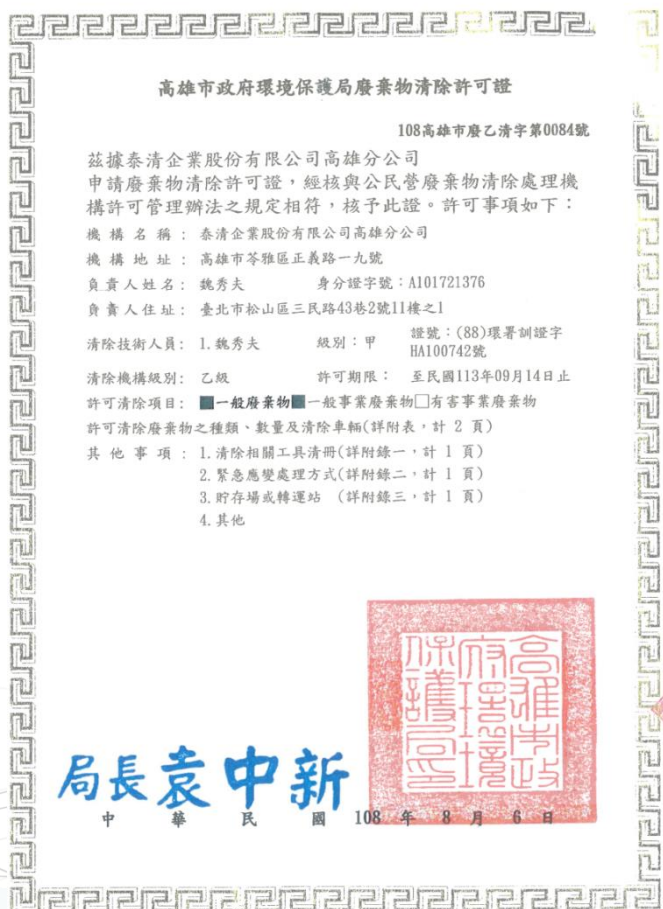 高雄市政府環境保護局廢棄物清除許可證
108高雄市廢乙清字第0084號
茲據泰清企業股份有限公司高雄分公司
申請廢棄物清除許可證，經核與公民營廢棄物清除處理機
構許可管理辦法之規定相符，核予此證。許可事項如下：
機構名稱：泰清企業股份有限公司高雄分公司
機構地址：高雄市苓雅區正義路一九號
負責人姓名：魏秀夫 身分證字號：A101721376
負責人住址：臺北市松山區三民路43巷2號11樓之1
清除技術人員：1.魏秀夫 級別：甲 證號：(88)環署訓證字
HA100742號
清除機構級別：乙級 許可期限： 至民國113年09月14日止
許可清除項目：■一般廢棄物■一般事業廢棄物□有害事業廢棄物
許可清除廢棄物之種類、數量及清除車輛(詳附表，計 2 頁)
其他事項：1.清除相關工具清冊(詳附錄一，計 1 頁)
2.緊急應變處理方式(詳附錄二，計 1 頁)
3.貯存場或轉運站 (詳附錄三，計 1 頁)
4.其他
高雄市政府環境保護局印
局長袁中新
中華民國 108 年 8 月 6 日